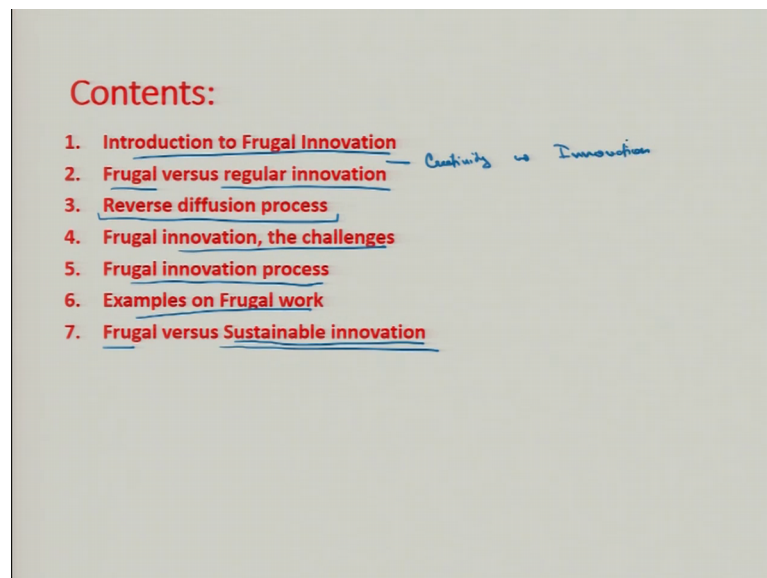 Contents:
1. Introduction to Frugal Innovation
Creativity vs Innovation
2. Frugal versus regular innovation
3. Reverse diffusion process
4. Frugal innovation, the challenges
5. Frugal innovation process
6. Examples on Frugal work
7. Frugal versus Sustainable innovation